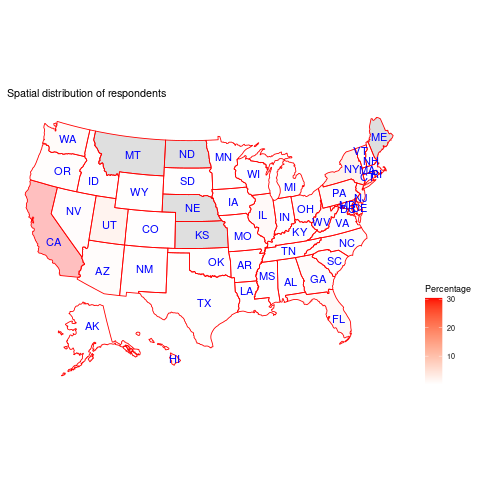 Spatial distribution of respondents
WA
MT
ND
MN
ME
VT
NH
OR
ID
SD
WI
MI
NY
MA
CT
RI
WY
NE
IA
PA
NJ
NV
UT
CO
KS
MO
IL
IN
OH
WV
VA
DE
CA
KY
AZ
NM
OK
AR
TN
NC
SC
TX
LA
MS
AL
GA
FL
AK
HI
Percentage
30
20
10